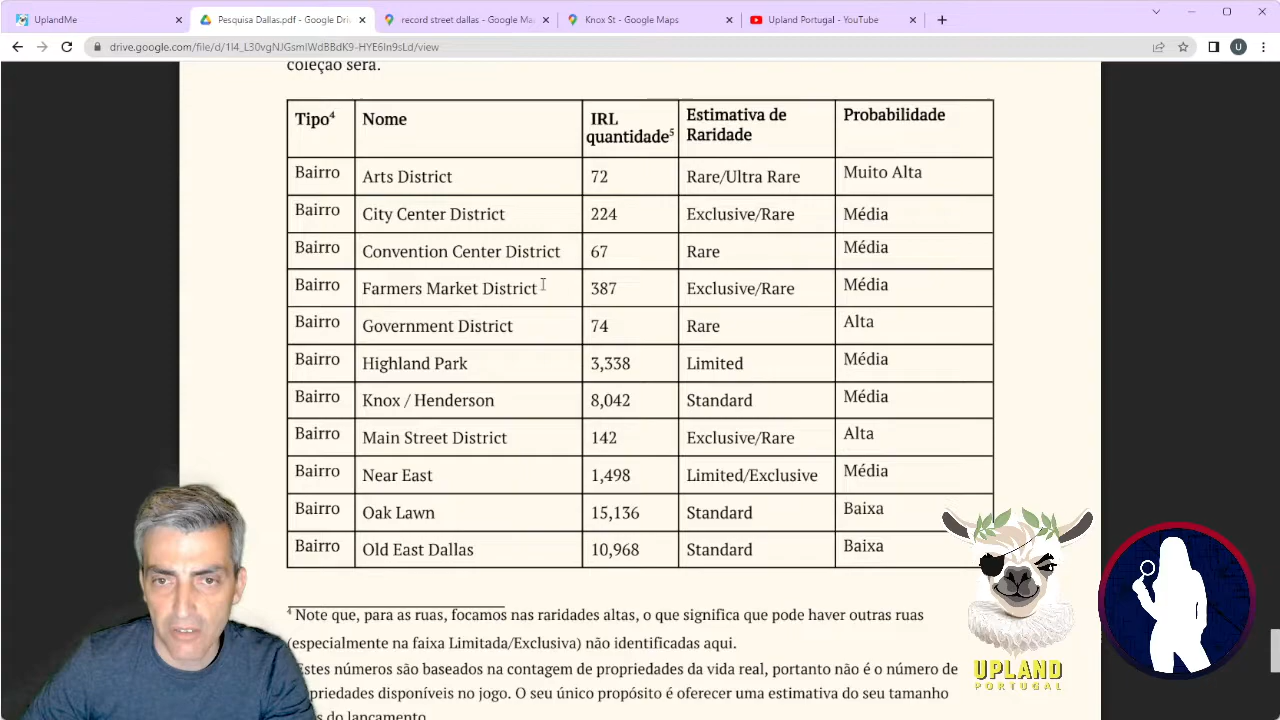 UplandMe
Pesquisa Dallas.pdf - Google Dri
record street dallas - Google Ma
Knox St - Google Maps
Upland Portugal - YouTube
U
coleção será.
Tipo⁴ Nome IRL quantidade⁵ Estimativa de Raridade Probabilidade
Bairro Arts District 72 Rare/Ultra Rare Muito Alta
Bairro City Center District 224 Exclusive/Rare Média
Bairro Convention Center District 67 Rare Média
Bairro Farmers Market District 387 Exclusive/Rare Média
Bairro Government District 74 Rare Alta
Bairro Highland Park 3,338 Limited Média
Bairro Knox / Henderson 8,042 Standard Média
Bairro Main Street District 142 Exclusive/Rare Alta
Bairro Near East 1,498 Limited/Exclusive Média
Bairro Oak Lawn 15,136 Standard Baixa
Bairro Old East Dallas 10,968 Standard Baixa
⁴ Note que, para as ruas, focamos nas raridades altas, o que significa que pode haver outras ruas
(especialmente na faixa Limitada/Exclusiva) não identificadas aqui.
Estes números são baseados na contagem de propriedades da vida real, portanto não é o número de
priedades disponíveis no jogo. O seu único propósito é oferecer uma estimativa do seu tamanho
do lançamento
UPLAND
PORTUGAL